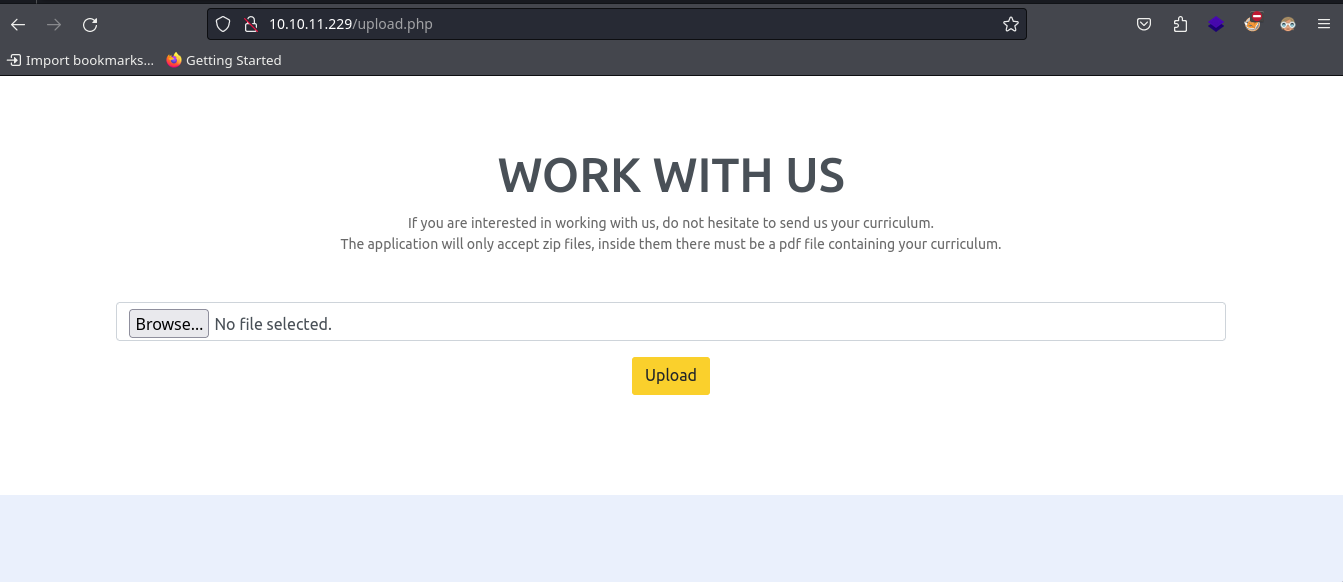 10.10.11.229/upload.php
Import bookmarks... Getting Started
WORK WITH US
If you are interested in working with us, do not hesitate to send us your curriculum.
The application will only accept zip files, inside them there must be a pdf file containing your curriculum.
Browse... No file selected.
Upload